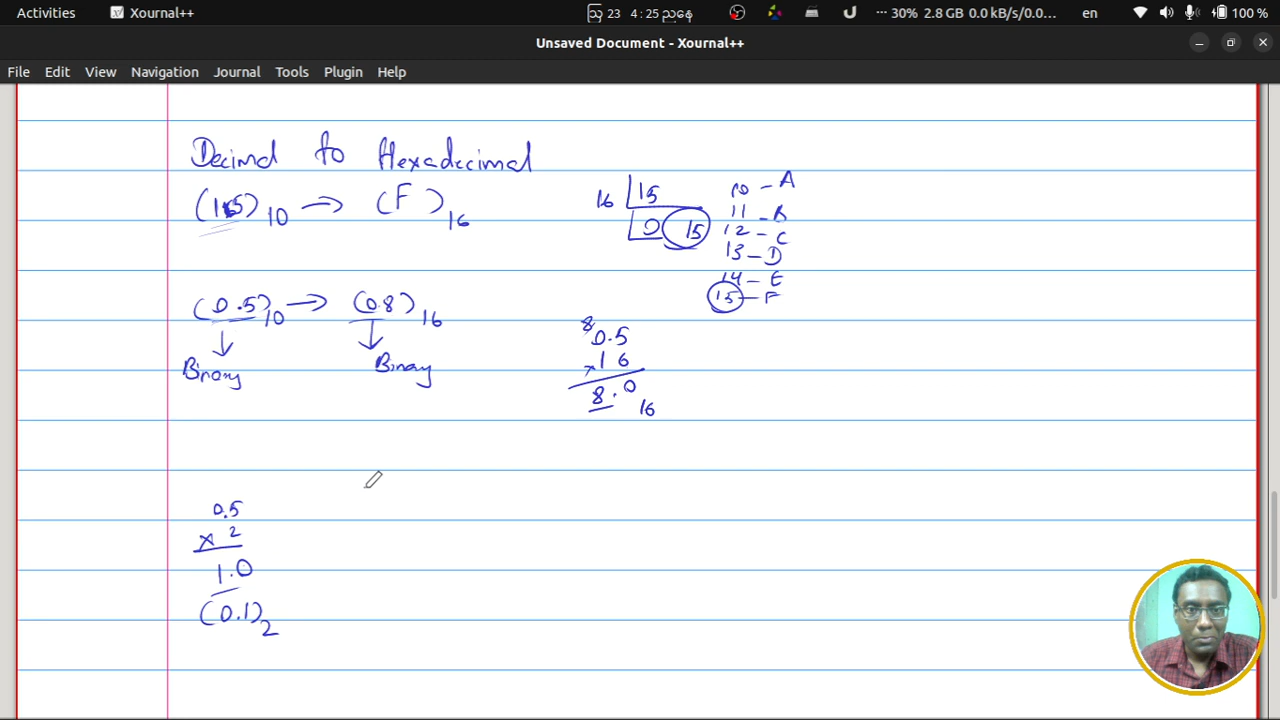 Activities Xournal++ ഒ 23 4 : 25 വൈകു 30% 2.8 GB 0.0 kB/s/0.0... en 100 %
Unsaved Document - Xournal++
File Edit View Navigation Journal Tools Plugin Help
Decimal to Hexadecimal
(15)10 → (F)16
16 15
0 15
10 - A
11 - B
12 - C
13 - D
14 - E
15 - F
(0.5)10 → (0.8)16
Binary Binary
8
0.5
× 16
8.0
16
0.5
× 2
1.0
(0.1)2